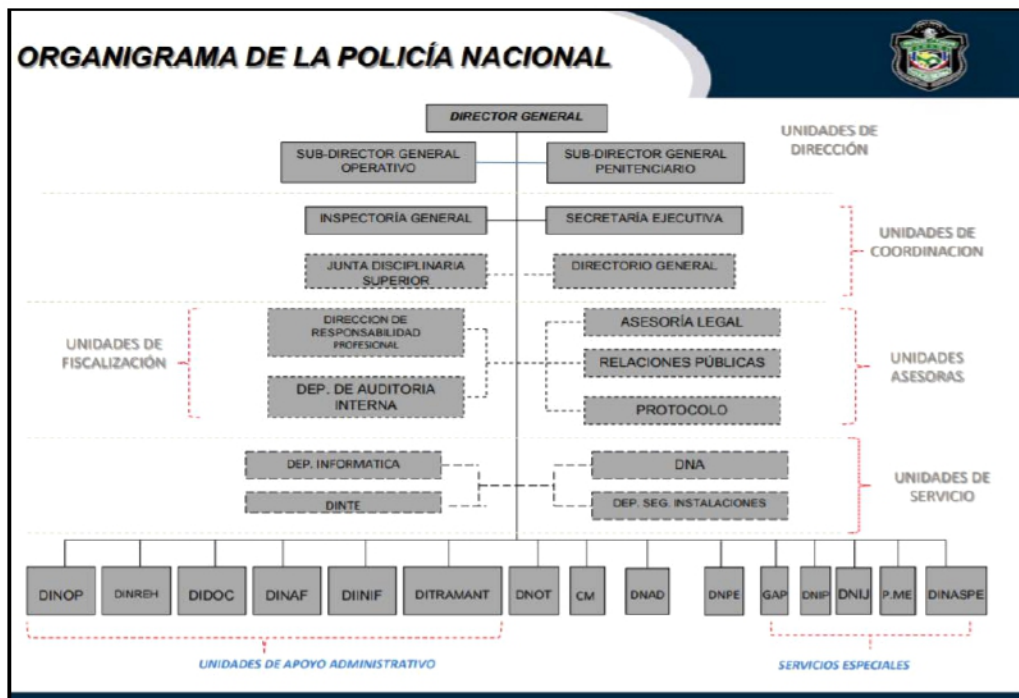 ORGANIGRAMA DE LA POLICÍA NACIONAL
DIRECTOR GENERAL
UNIDADES DE
DIRECCIÓN
SUB-DIRECTOR GENERAL
OPERATIVO
SUB-DIRECTOR GENERAL
PENITENCIARIO
INSPECTORÍA GENERAL
SECRETARÍA EJECUTIVA
UNIDADES DE
COORDINACION
JUNTA DISCIPLINARIA
SUPERIOR
DIRECTORIO GENERAL
UNIDADES DE
FISCALIZACIÓN
DIRECCION DE
RESPONSABILIDAD
PROFESIONAL
DEP. DE AUDITORIA
INTERNA
ASESORÍA LEGAL
RELACIONES PÚBLICAS
PROTOCOLO
UNIDADES
ASESORAS
DEP. INFORMATICA
DINTE
DNA
DEP. SEG. INSTALACIONES
UNIDADES DE
SERVICIO
DINOP
DINREH
DIDOC
DINAF
DIINIF
DITRAMANT
DNOT
CM
DNAD
DNPE
GAP
DNIP
DNIJ
P.ME
DINASPE
UNIDADES DE APOYO ADMINISTRATIVO
SERVICIOS ESPECIALES